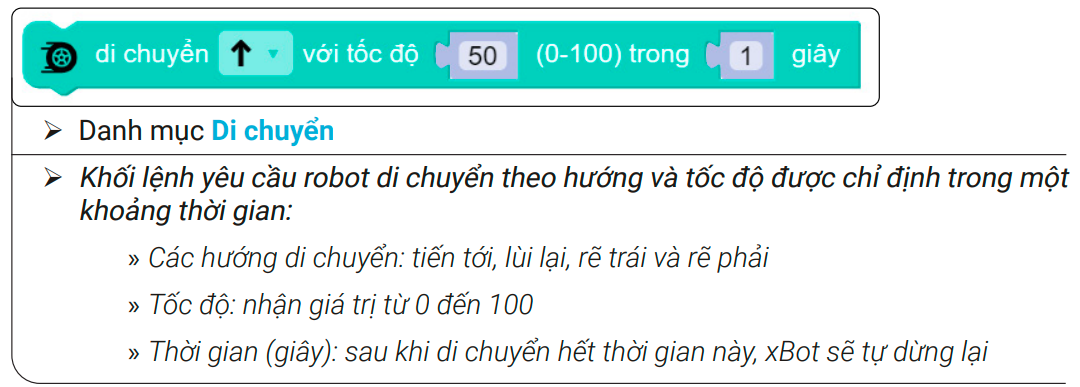 di chuyển ↑ với tốc độ 50 (0-100) trong 1 giây
➤ Danh mục Di chuyển
➤ Khối lệnh yêu cầu robot di chuyển theo hướng và tốc độ được chỉ định trong một
khoảng thời gian:
» Các hướng di chuyển: tiến tới, lùi lại, rẽ trái và rẽ phải
» Tốc độ: nhận giá trị từ 0 đến 100
» Thời gian (giây): sau khi di chuyển hết thời gian này, xBot sẽ tự dừng lại